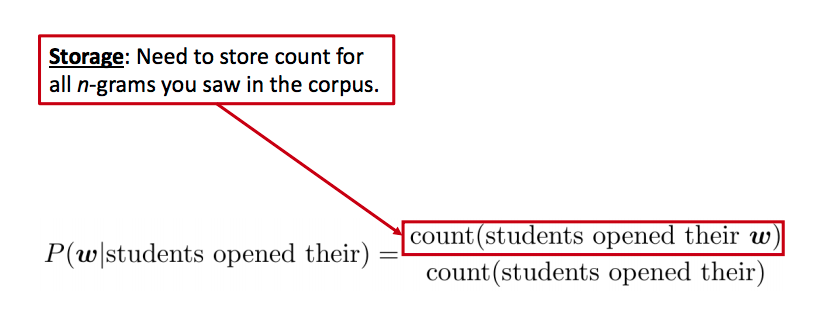 Storage: Need to store count for
all n-grams you saw in the corpus.
count(students opened their w)
P(w|students opened their) =
count(students opened their)